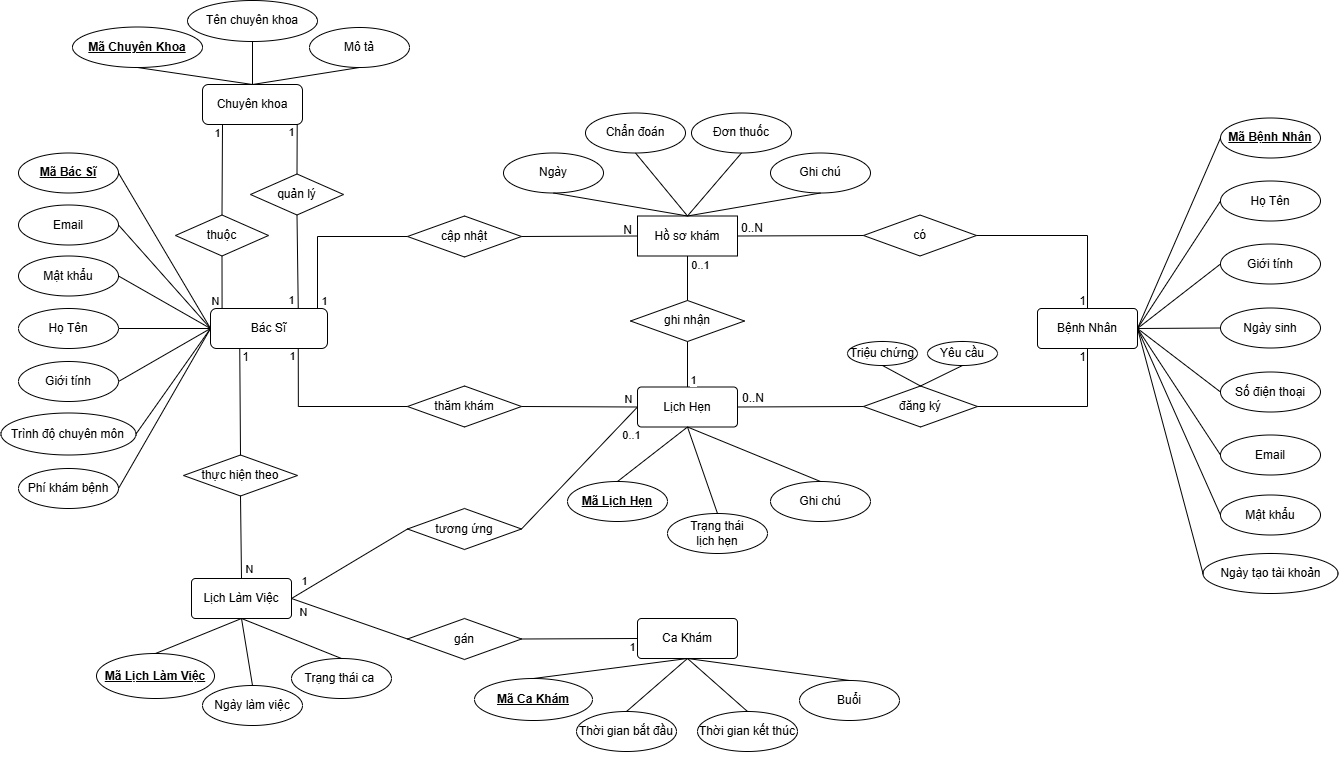 Tên chuyên khoa
Mã Chuyên Khoa
Mô tả
Chuyên khoa
1
1
Mã Bác Sĩ
Email
Mật khẩu
Họ Tên
Giới tính
Trình độ chuyên môn
Phí khám bệnh
thuộc
quản lý
N
1
1
Bác Sĩ
1
1
cập nhật
N
Chẩn đoán
Đơn thuốc
Ngày
Ghi chú
Hồ sơ khám
0..N
0..1
có
1
ghi nhận
1
thăm khám
N
Lịch Hẹn
0..N
0..1
Triệu chứng
Yêu cầu
đăng ký
Bệnh Nhân
1
Mã Bệnh Nhân
Họ Tên
Giới tính
Ngày sinh
Số điện thoại
Email
Mật khẩu
Ngày tạo tài khoản
Mã Lịch Hẹn
Trạng thái
lịch hẹn
Ghi chú
thực hiện theo
tương ứng
N
1
Lịch Làm Việc
N
gán
1
Ca Khám
Mã Lịch Làm Việc
Ngày làm việc
Trạng thái ca
Mã Ca Khám
Thời gian bắt đầu
Thời gian kết thúc
Buổi